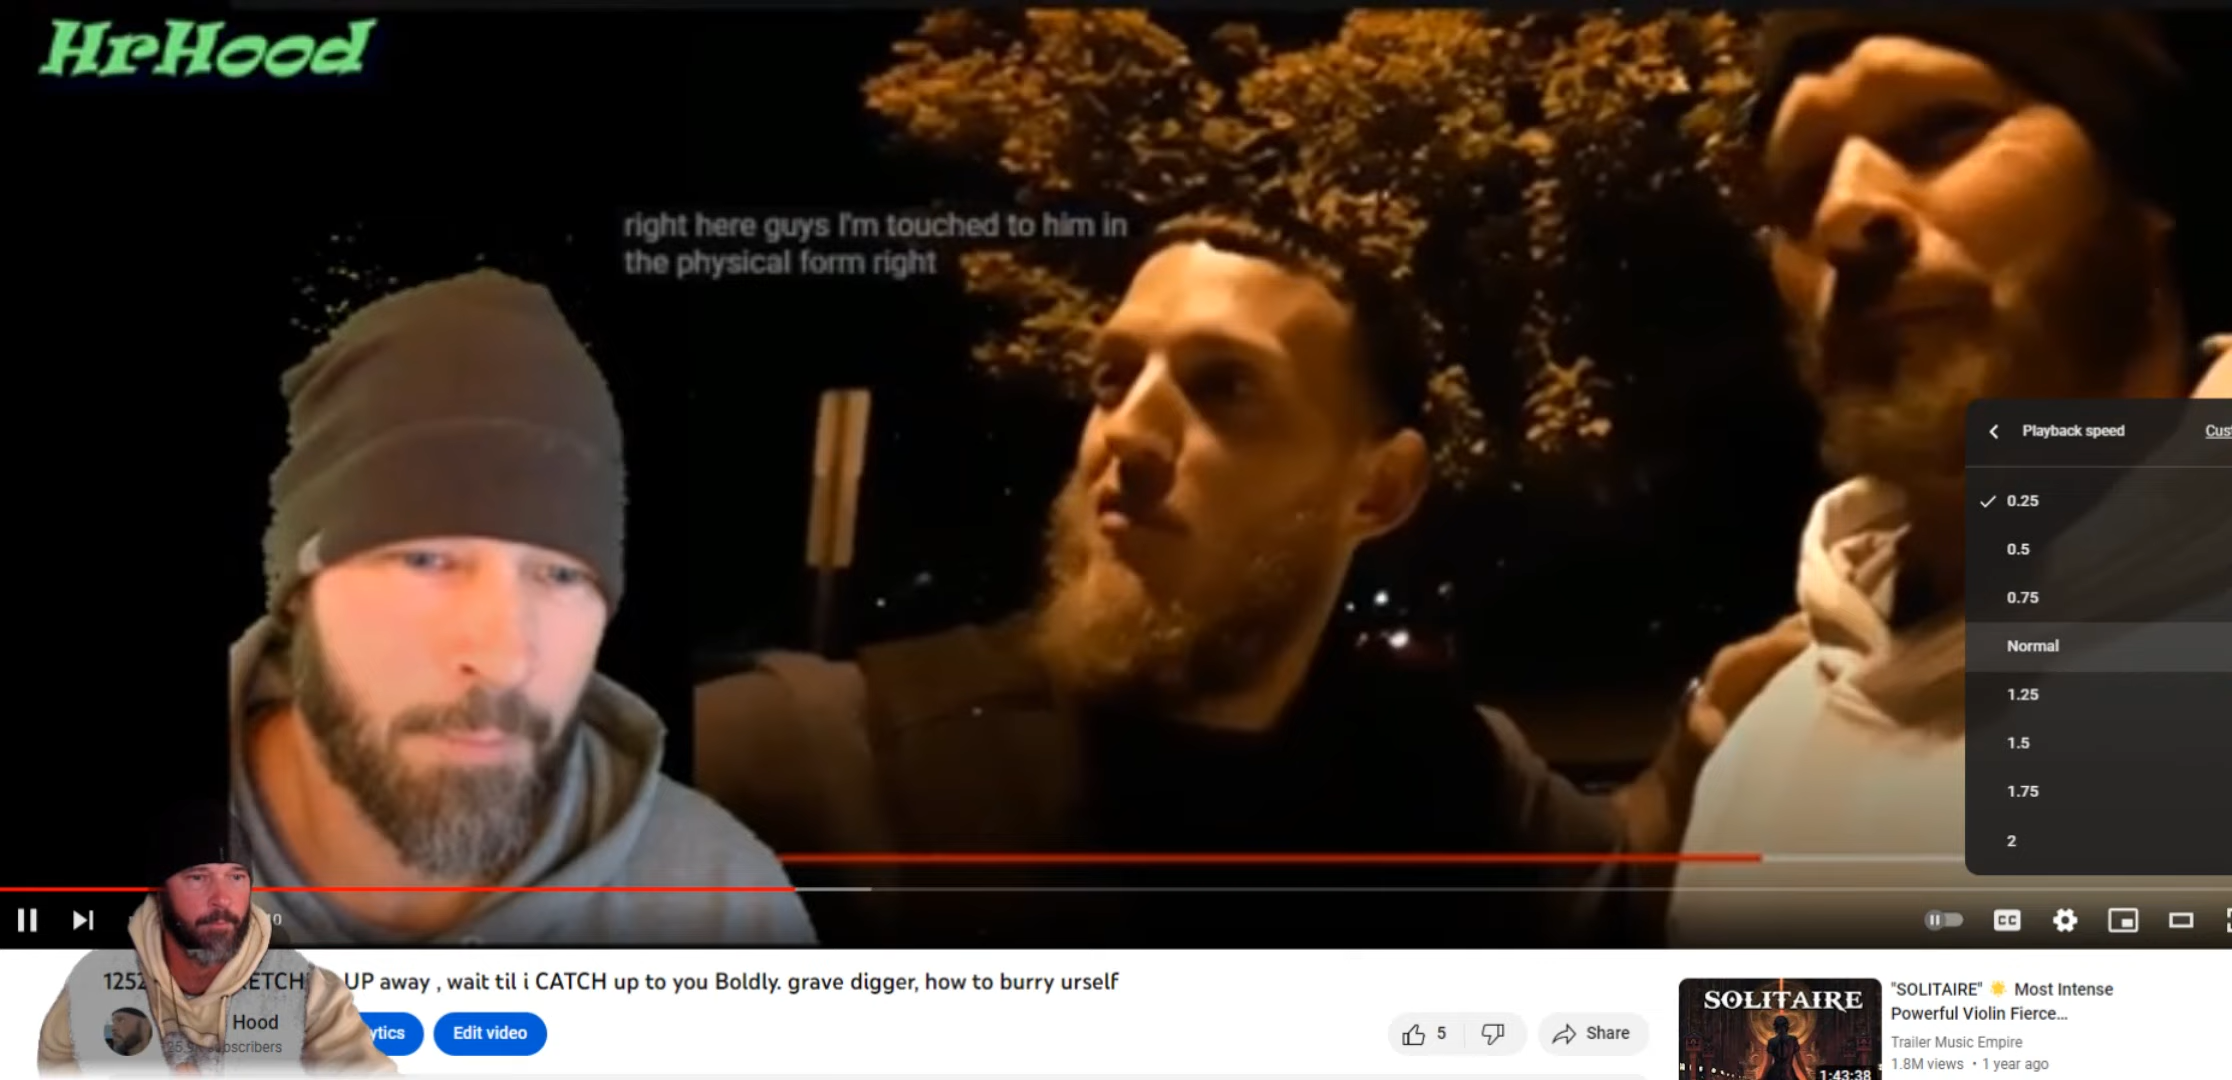 HrHood
right here guys I'm touched to him in
the physical form right
Playback speed
0.25
0.5
0.75
Normal
1.25
1.5
1.75
2
CC
UP away , wait til i CATCH up to you Boldly. grave digger, how to burry urself
Hood
Edit video
5
Share
SOLITAIRE
1:43:38
"SOLITAIRE" 🌟 Most Intense
Powerful Violin Fierce...
Trailer Music Empire
1.8M views • 1 year ago